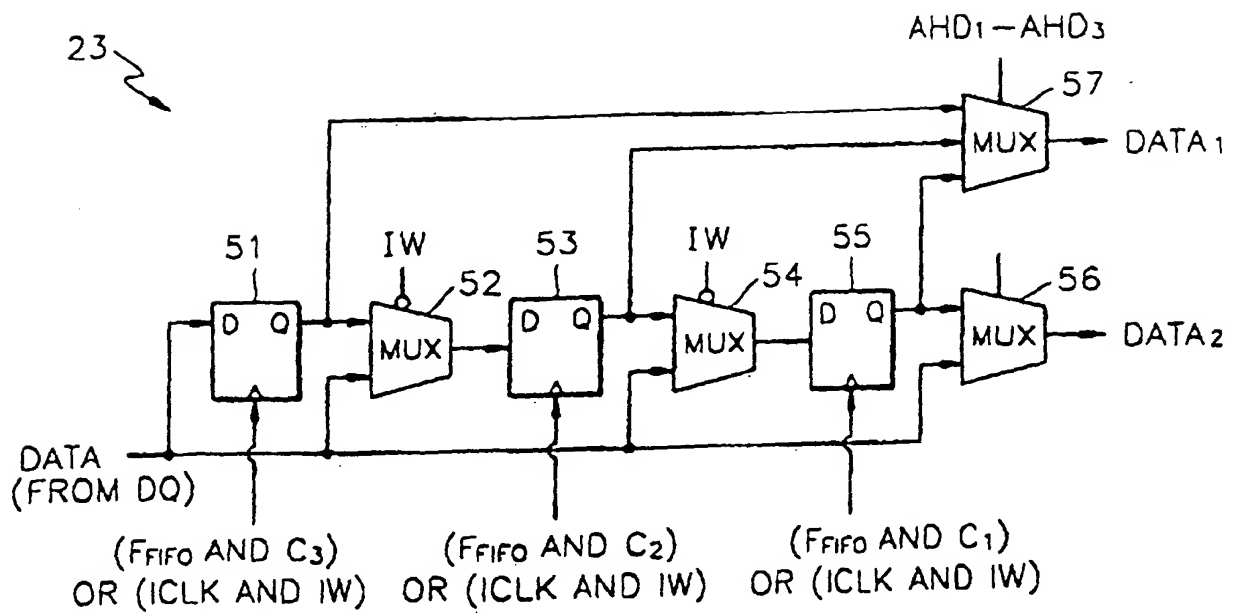 23
AHD1-AHD3
57
MUX
DATA1
51
IW
52
53
IW
54
55
56
D Q
MUX
D Q
MUX
D Q
MUX
DATA2
DATA
(FROM DQ)
(FFIFO AND C3)
OR (ICLK AND IW)
(FFIFO AND C2)
OR (ICLK AND IW)
(FFIFO AND C1)
OR (ICLK AND IW)